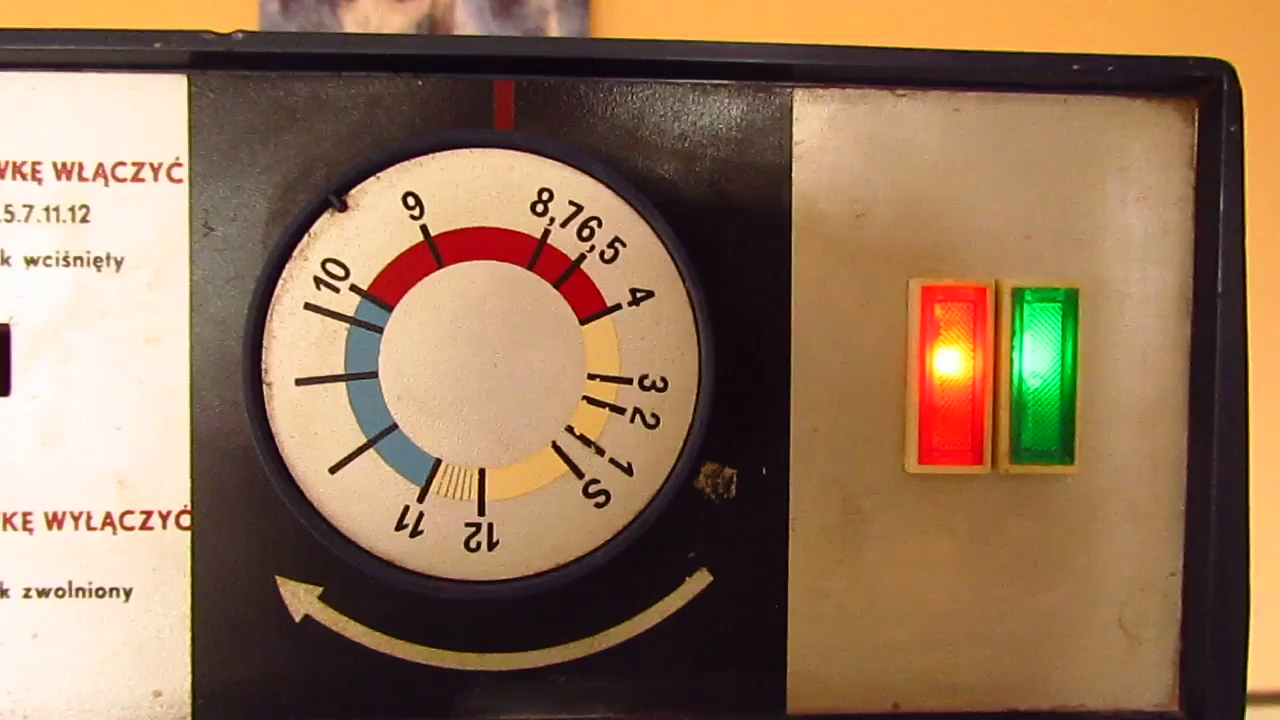 WKĘ WŁĄCZYĆ
.5.7.11.12
k wciśnięty
KĘ WYŁĄCZYĆ
k zwolniony
9
8,7
6,5
4
3
2
1
S
12
11
10